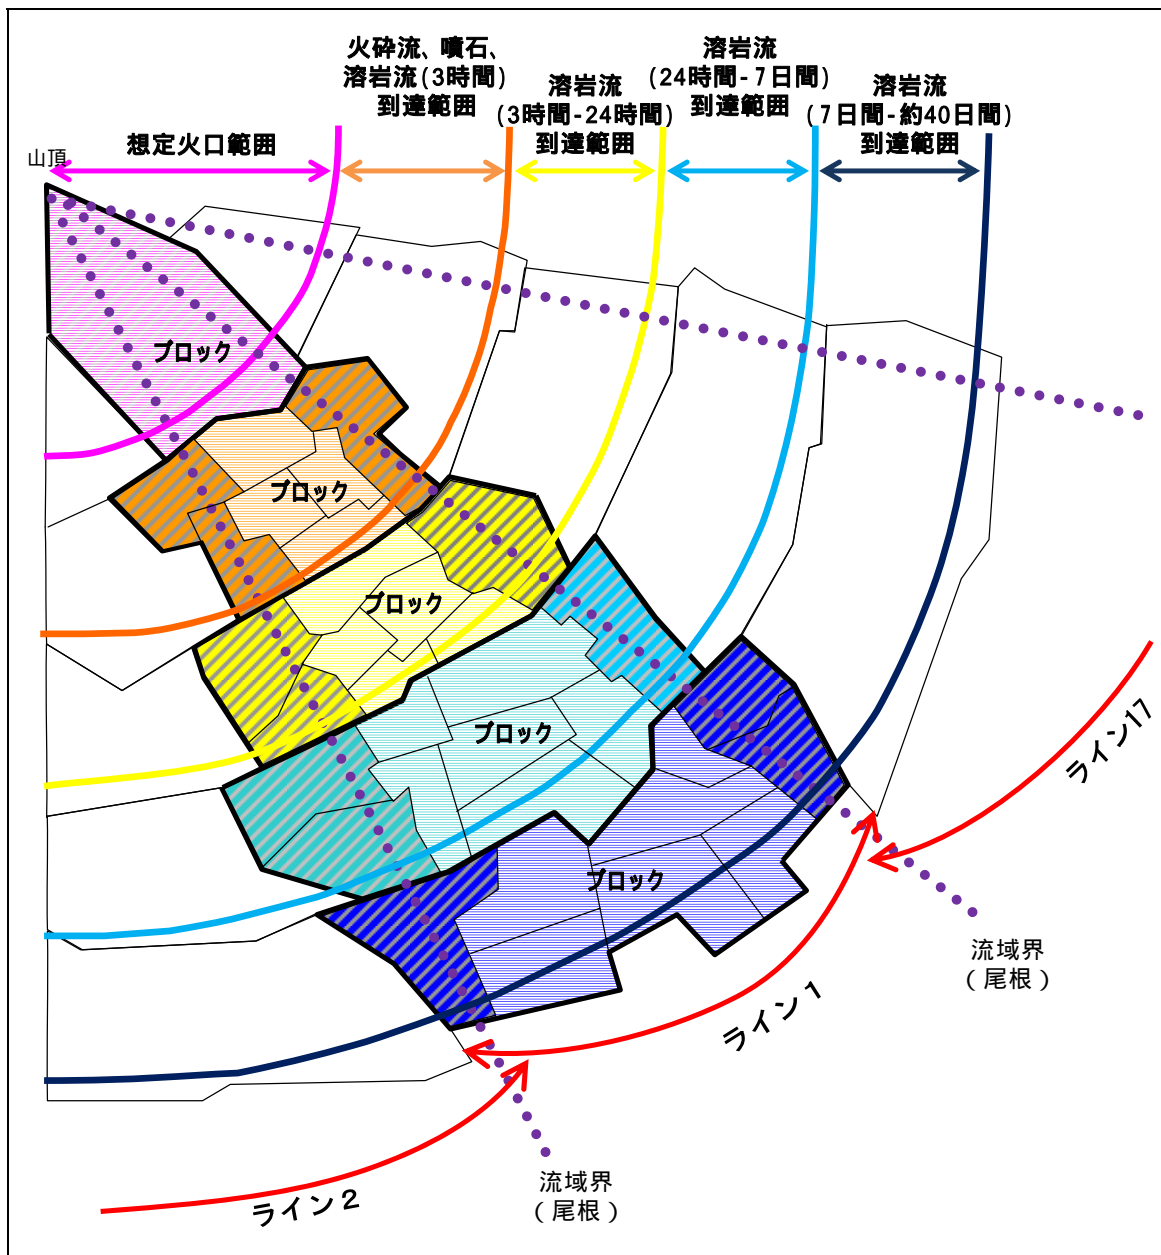 火砕流、噴石、
溶岩流(3時間)
到達範囲
溶岩流
(3時間-24時間)
到達範囲
溶岩流
(24時間-7日間)
到達範囲
溶岩流
(7日間-約40日間)
到達範囲
想定火口範囲
山頂
ブロック
ブロック
ブロック
ブロック
ブロック
ライン17
ライン1
ライン2
流域界
(尾根)
流域界
(尾根)